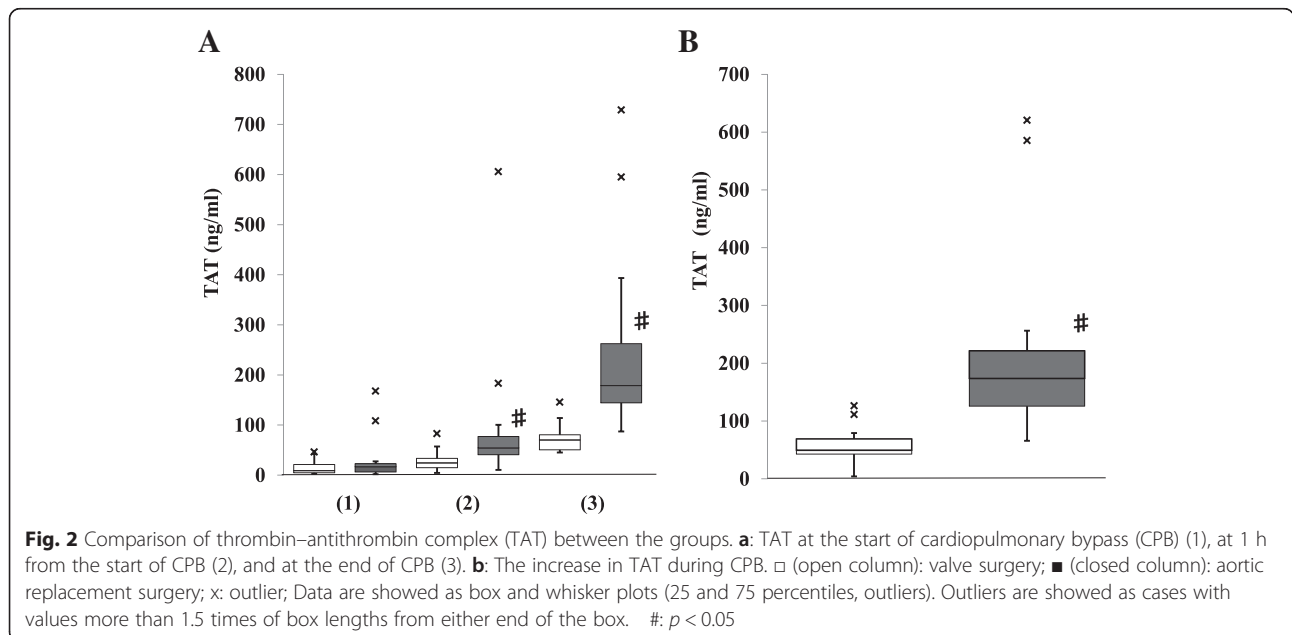 A
800
700
600
500
400
300
200
100
0
TAT (ng/ml)
(1) (2) (3)
#
#
B
700
600
500
400
300
200
100
0
TAT (ng/ml)
#
Fig. 2 Comparison of thrombin–antithrombin complex (TAT) between the groups. a: TAT at the start of cardiopulmonary bypass (CPB) (1), at 1 h
from the start of CPB (2), and at the end of CPB (3). b: The increase in TAT during CPB. □ (open column): valve surgery; ■ (closed column): aortic
replacement surgery; x: outlier; Data are showed as box and whisker plots (25 and 75 percentiles, outliers). Outliers are showed as cases with
values more than 1.5 times of box lengths from either end of the box. #: p < 0.05